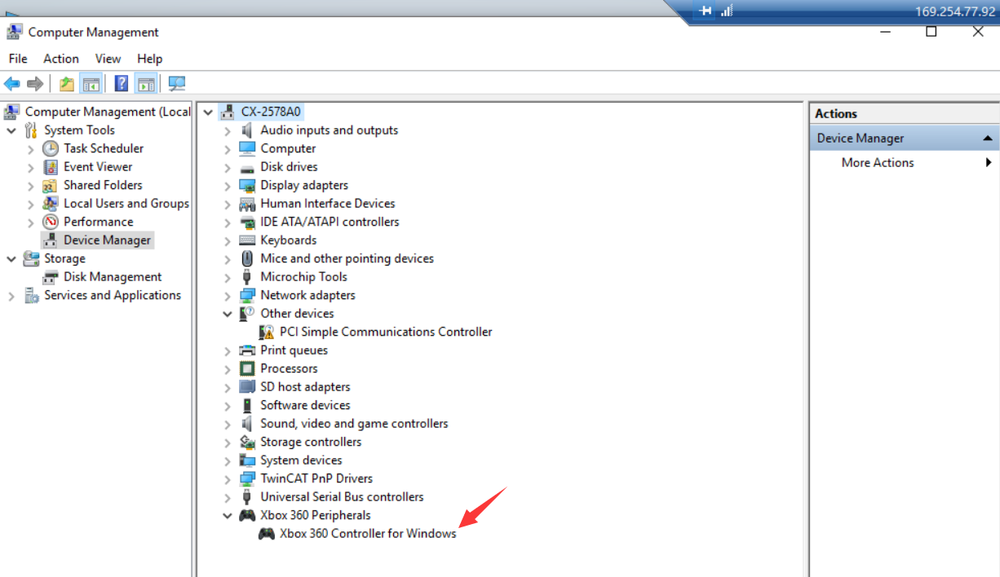 169.254.77.92
Computer Management
File Action View Help
Computer Management (Local
System Tools
Task Scheduler
Event Viewer
Shared Folders
Local Users and Groups
Performance
Device Manager
Storage
Disk Management
Services and Applications
CX-2578A0
Audio inputs and outputs
Computer
Disk drives
Display adapters
Human Interface Devices
IDE ATA/ATAPI controllers
Keyboards
Mice and other pointing devices
Microchip Tools
Network adapters
Other devices
PCI Simple Communications Controller
Print queues
Processors
SD host adapters
Software devices
Sound, video and game controllers
Storage controllers
System devices
TwinCAT PnP Drivers
Universal Serial Bus controllers
Xbox 360 Peripherals
Xbox 360 Controller for Windows
Actions
Device Manager
More Actions